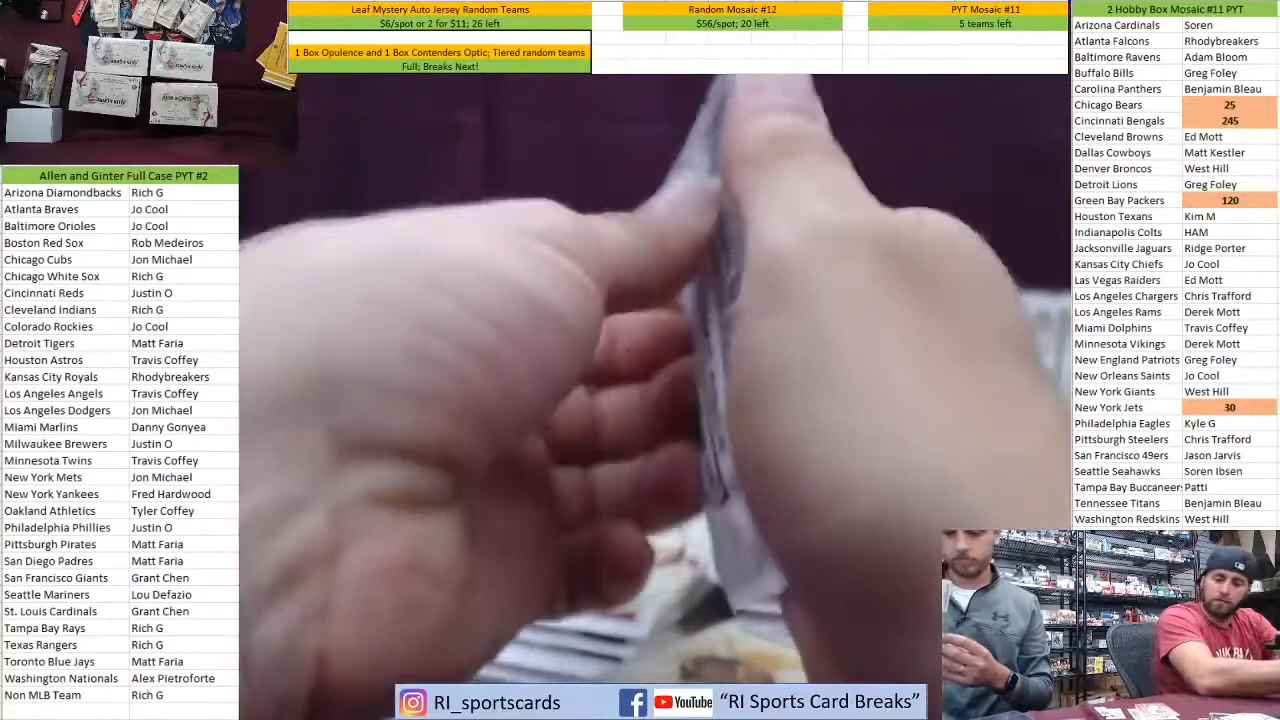 Leaf Mystery Auto Jersey Random Teams
$6/spot or 2 for $11; 26 left
1 Box Opulence and 1 Box Contenders Optic; Tiered random teams
Full; Breaks Next!
Random Mosaic #12
$56/spot; 20 left
PYT Mosaic #11
5 teams left
2 Hobby Box Mosaic #11 PYT
Arizona Cardinals Soren
Atlanta Falcons Rhodybreakers
Baltimore Ravens Adam Bloom
Buffalo Bills Greg Foley
Carolina Panthers Benjamin Bleau
Chicago Bears 25
Cincinnati Bengals 245
Cleveland Browns Ed Mott
Dallas Cowboys Matt Kestler
Denver Broncos West Hill
Detroit Lions Greg Foley
Green Bay Packers 120
Houston Texans Kim M
Indianapolis Colts HAM
Jacksonville Jaguars Ridge Porter
Kansas City Chiefs Jo Cool
Las Vegas Raiders Ed Mott
Los Angeles Chargers Chris Trafford
Los Angeles Rams Derek Mott
Miami Dolphins Travis Coffey
Minnesota Vikings Derek Mott
New England Patriots Greg Foley
New Orleans Saints Jo Cool
New York Giants West Hill
New York Jets 30
Philadelphia Eagles Kyle G
Pittsburgh Steelers Chris Trafford
San Francisco 49ers Jason Jarvis
Seattle Seahawks Soren Ibsen
Tampa Bay Buccaneer Patti
Tennessee Titans Benjamin Bleau
Washington Redskins West Hill
Allen and Ginter Full Case PYT #2
Arizona Diamondbacks Rich G
Atlanta Braves Jo Cool
Baltimore Orioles Jo Cool
Boston Red Sox Rob Medeiros
Chicago Cubs Jon Michael
Chicago White Sox Rich G
Cincinnati Reds Justin O
Cleveland Indians Rich G
Colorado Rockies Jo Cool
Detroit Tigers Matt Faria
Houston Astros Travis Coffey
Kansas City Royals Rhodybreakers
Los Angeles Angels Travis Coffey
Los Angeles Dodgers Jon Michael
Miami Marlins Danny Gonyea
Milwaukee Brewers Justin O
Minnesota Twins Travis Coffey
New York Mets Jon Michael
New York Yankees Fred Hardwood
Oakland Athletics Tyler Coffey
Philadelphia Phillies Justin O
Pittsburgh Pirates Matt Faria
San Diego Padres Matt Faria
San Francisco Giants Grant Chen
Seattle Mariners Lou Defazio
St. Louis Cardinals Grant Chen
Tampa Bay Rays Rich G
Texas Rangers Rich G
Toronto Blue Jays Matt Faria
Washington Nationals Alex Pietroforte
Non MLB Team Rich G
RI_sportscards
YouTube
“RI Sports Card Breaks”